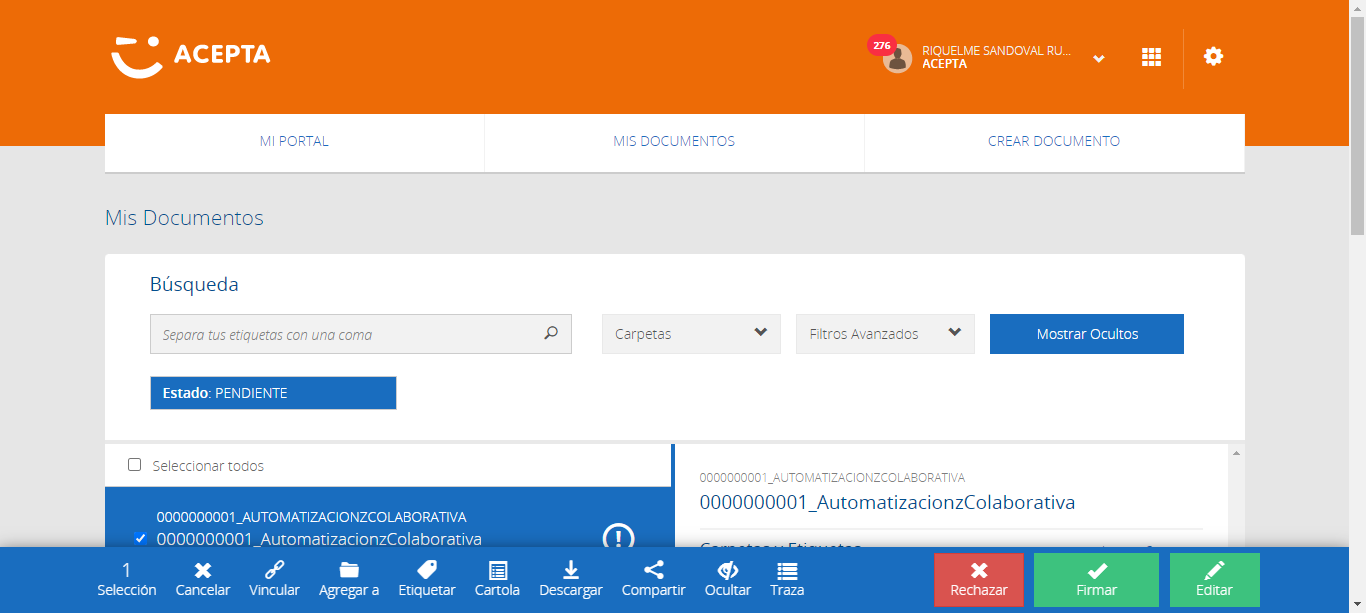 ACEPTA
276
RIQUELME SANDOVAL RU...
ACEPTA
MI PORTAL
MIS DOCUMENTOS
CREAR DOCUMENTO
Mis Documentos
Búsqueda
Separa tus etiquetas con una coma
Carpetas
Filtros Avanzados
Mostrar Ocultos
Estado: PENDIENTE
Seleccionar todos
0000000001_AUTOMATIZACIONZCOLABORATIVA
0000000001_AutomatizacionzColaborativa
0000000001_AUTOMATIZACIONZCOLABORATIVA
0000000001_AutomatizacionzColaborativa
Carpetas y Etiquetas
1
Selección
Cancelar
Vincular
Agregar a
Etiquetar
Cartola
Descargar
Compartir
Ocultar
Traza
Rechazar
Firmar
Editar